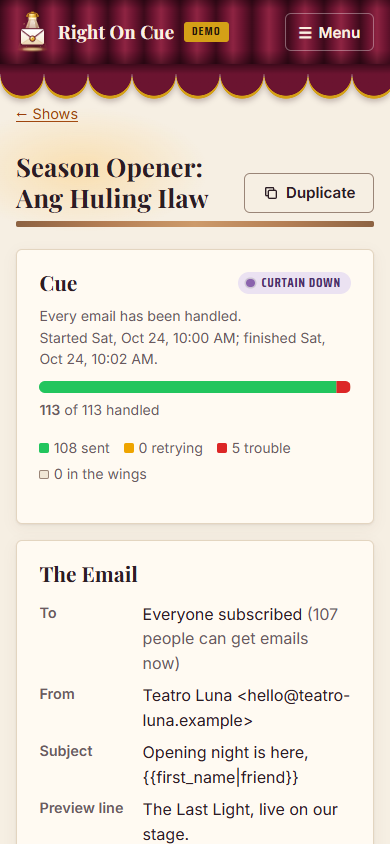 Right On Cue DEMO ☰ Menu
← Shows
Season Opener:
Ang Huling Ilaw
Duplicate
Cue CURTAIN DOWN
Every email has been handled.
Started Sat, Oct 24, 10:00 AM; finished Sat,
Oct 24, 10:02 AM.
113 of 113 handled
108 sent 0 retrying 5 trouble
0 in the wings
The Email
To Everyone subscribed (107
people can get emails
now)
From Teatro Luna <hello@teatro-
luna.example>
Subject Opening night is here,
{{first_name|friend}}
Preview line The Last Light, live on our
stage.